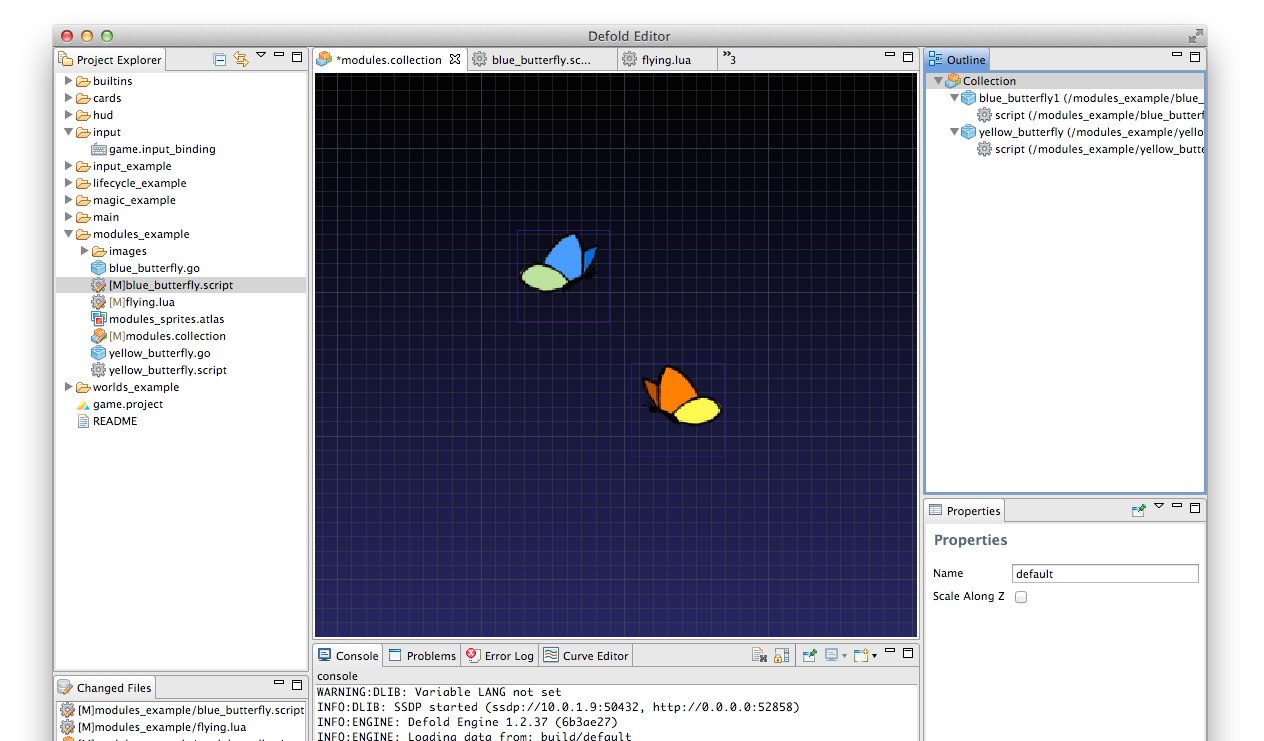 Defold Editor
Project Explorer
builtins
cards
hud
input
game.input_binding
input_example
lifecycle_example
magic_example
main
modules_example
images
blue_butterfly.go
[M]blue_butterfly.script
[M]flying.lua
modules_sprites.atlas
[M]modules.collection
yellow_butterfly.go
yellow_butterfly.script
worlds_example
game.project
README
Changed Files
[M]modules_example/blue_butterfly.script
[M]modules_example/flying.lua
*modules.collection
blue_butterfly.sc...
flying.lua
»3
Console
Problems
Error Log
Curve Editor
console
WARNING:DLIB: Variable LANG not set
INFO:DLIB: SSDP started (ssdp://10.0.1.9:50432, http://0.0.0.0:52858)
INFO:ENGINE: Defold Engine 1.2.37 (6b3ae27)
INFO:ENGINE: Loading data from: build/default
Outline
Collection
blue_butterfly1 (/modules_example/blue_
script (/modules_example/blue_butterf
yellow_butterfly (/modules_example/yello
script (/modules_example/yellow_butte
Properties
Properties
Name default
Scale Along Z